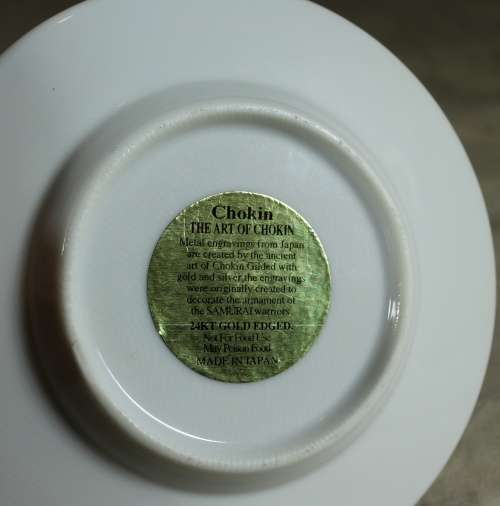 Chokin
THE ART OF CHOKIN
Metal engravings from Japan
are created by the ancient
art of Chokin Guided with
gold and silver the engravings
were originally created to
decorate the armament of
the SAMURAI warriors.
24KT GOLD EDGED.
Not For Food Use
May Poison Food.
MADE IN JAPAN